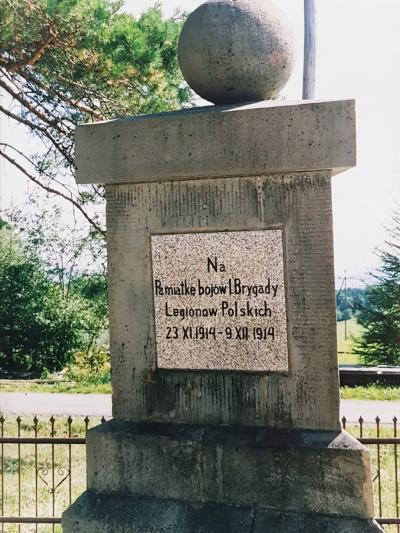 Na
Pamiątkę bojów I. Brygady
Legionów Polskich
23 XI. 1914 - 9 XII 1914